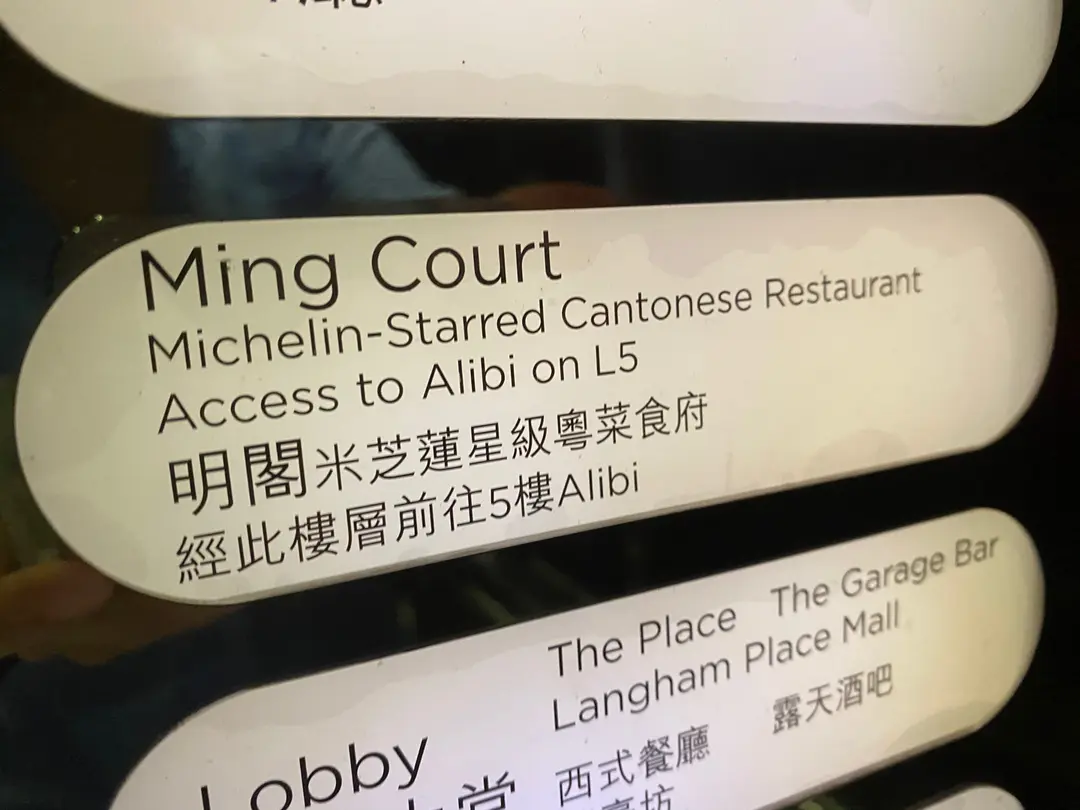 Ming Court
Michelin-Starred Cantonese Restaurant
Access to Alibi on L5
明閣米芝蓮星級粵菜食府
經此樓層前往5樓Alibi
The Place The Garage Bar
Langham Place Mall
Lobby
西式餐廳 露天酒吧